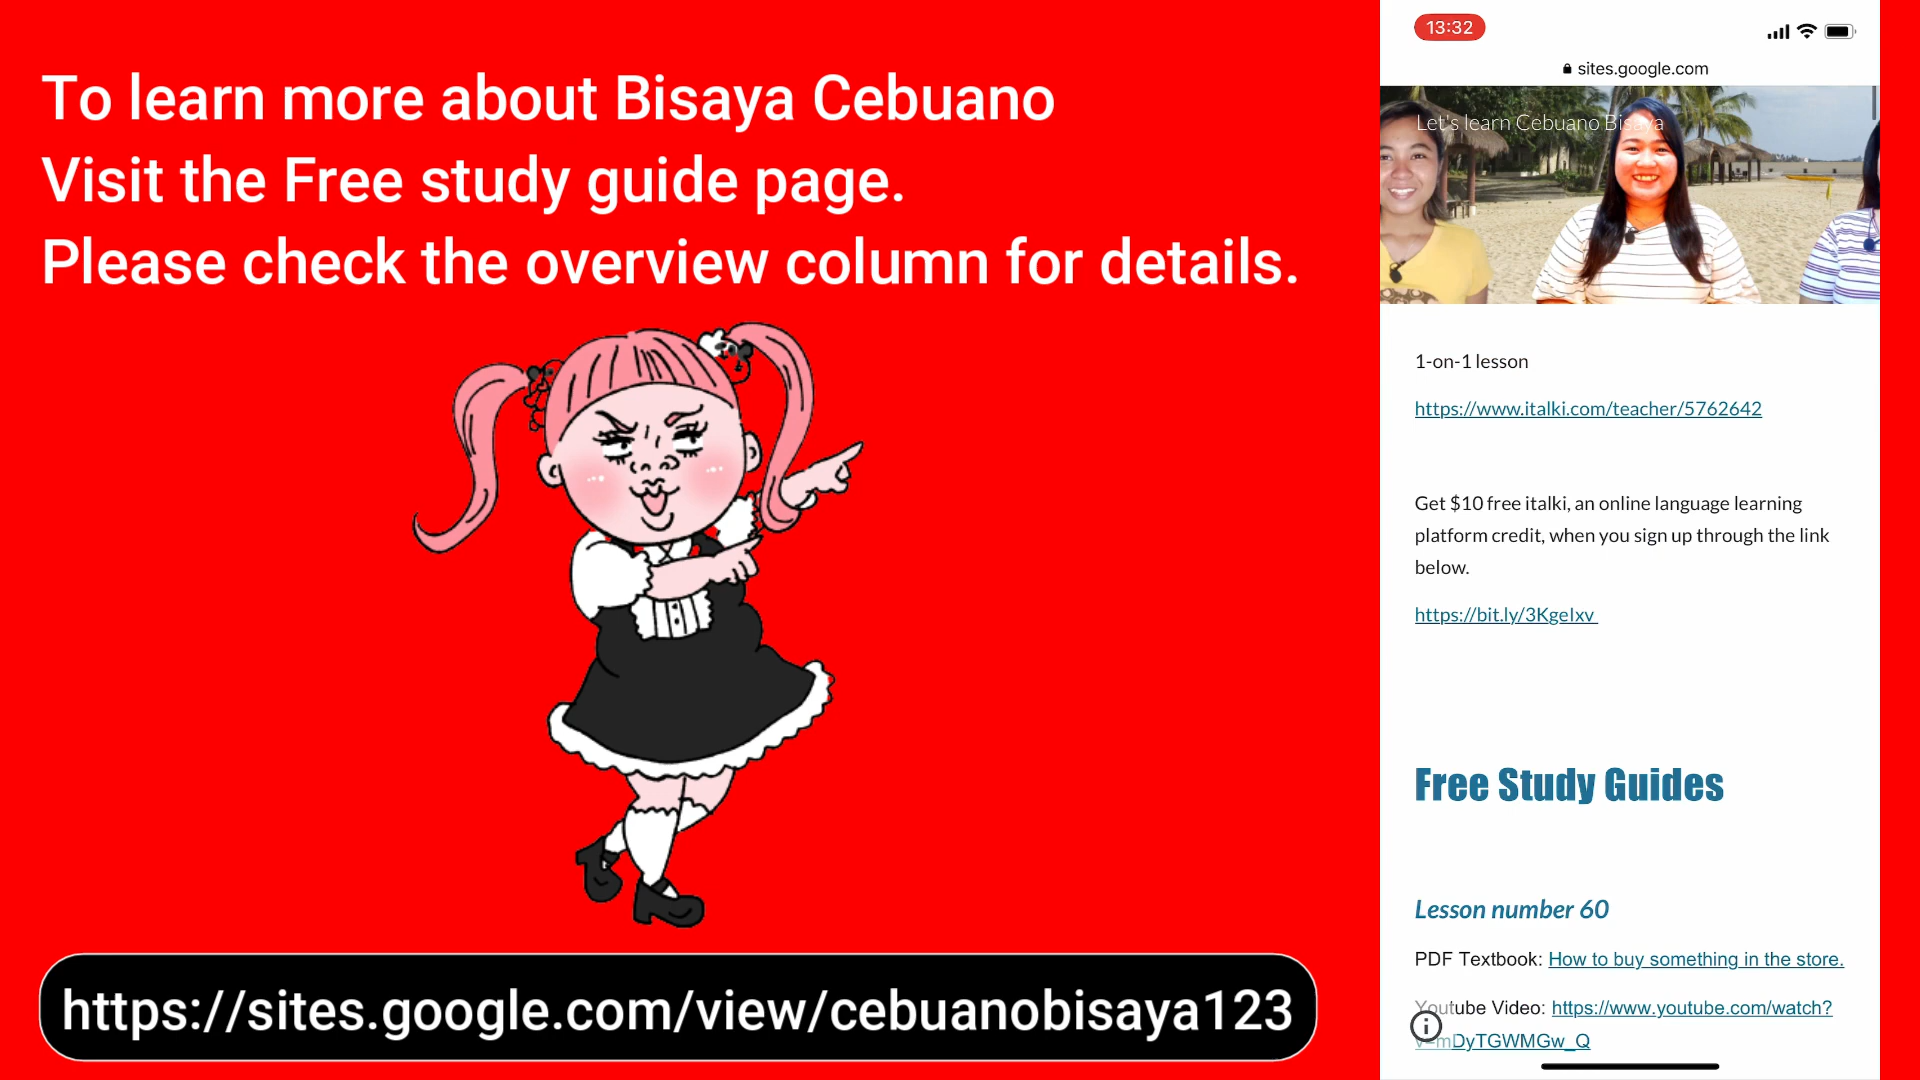 To learn more about Bisaya Cebuano
Visit the Free study guide page.
Please check the overview column for details.
https://sites.google.com/view/cebuanobisaya123
13:32
sites.google.com
Let's learn Cebuano Bisaya
1-on-1 lesson
https://www.italki.com/teacher/5762642
Get $10 free italki, an online language learning
platform credit, when you sign up through the link
below.
https://bit.ly/3KgeIxv
Free Study Guides
Lesson number 60
PDF Textbook: How to buy something in the store.
Youtube Video: https://www.youtube.com/watch?
v=mDyTGWMGw_Q